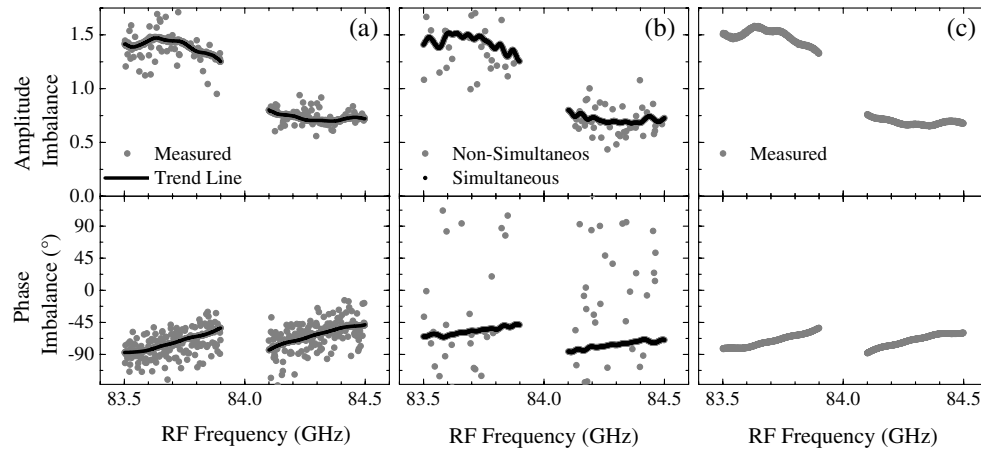 (a) (b) (c)
1.5
1.0
0.5
0.0
Amplitude
Imbalance
Measured
Trend Line
Non-Simultaneos
Simultaneous
Measured
90
45
0
-45
-90
Phase
Imbalance (°)
83.5 84.0 84.5
83.5 84.0 84.5
83.5 84.0 84.5
RF Frequency (GHz)
RF Frequency (GHz)
RF Frequency (GHz)